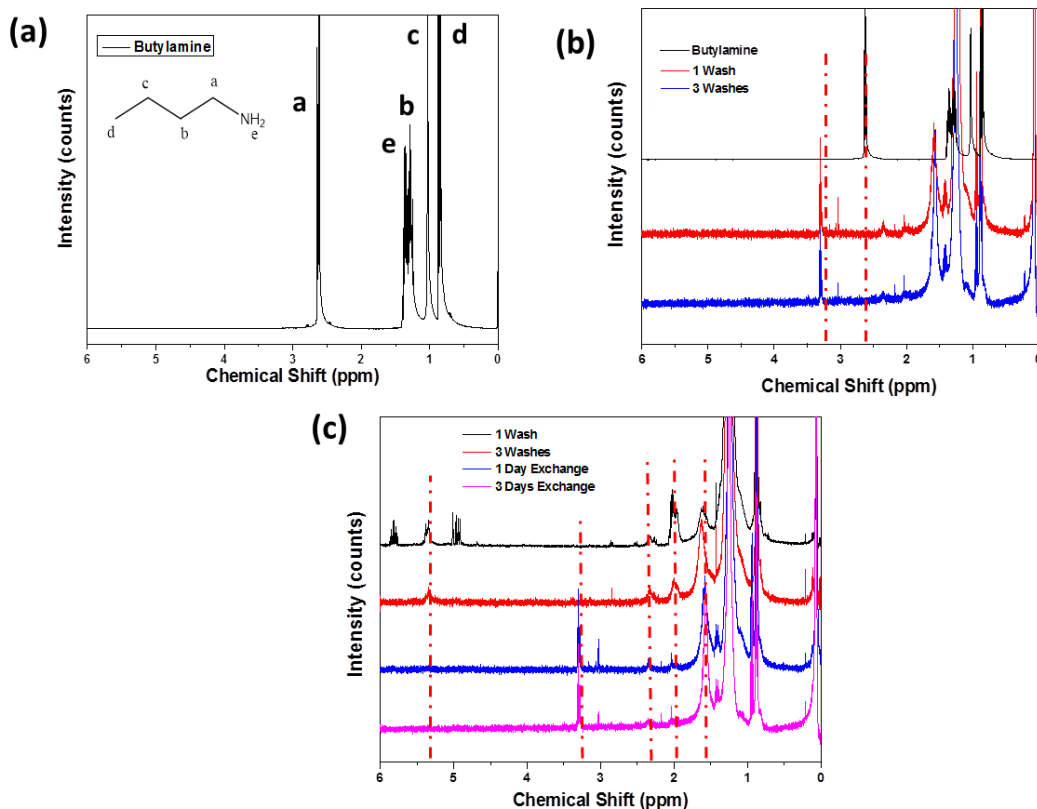 (a)
Butylamine
c
a
d
b
NH2
e
a
e
b
c
d
Intensity (counts)
6 5 4 3 2 1 0
Chemical Shift (ppm)
(b)
Butylamine
1 Wash
3 Washes
Intensity (counts)
6 5 4 3 2 1 0
Chemical Shift (ppm)
(c)
1 Wash
3 Washes
1 Day Exchange
3 Days Exchange
Intensity (counts)
6 5 4 3 2 1 0
Chemical Shift (ppm)